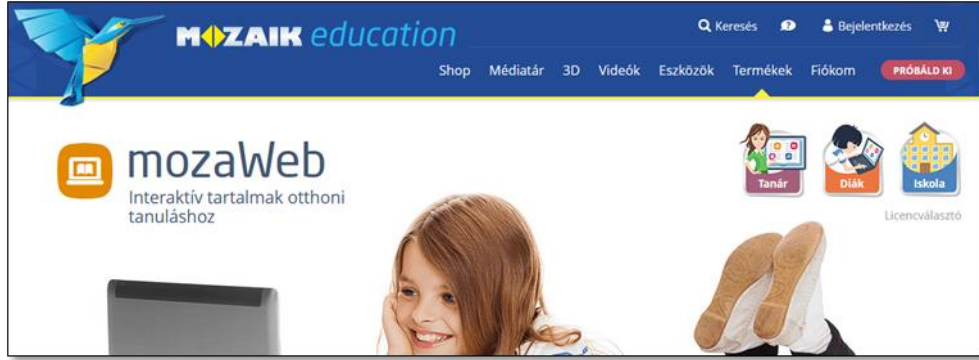 MOZAIK education
Keresés ? Bejelentkezés
Shop Médiatár 3D Videók Eszközök Termékek Fiókom PRÓBÁLD KI
mozaWeb
Interaktív tartalmak otthoni
tanuláshoz
Tanár Diák Iskola
Licencválasztó